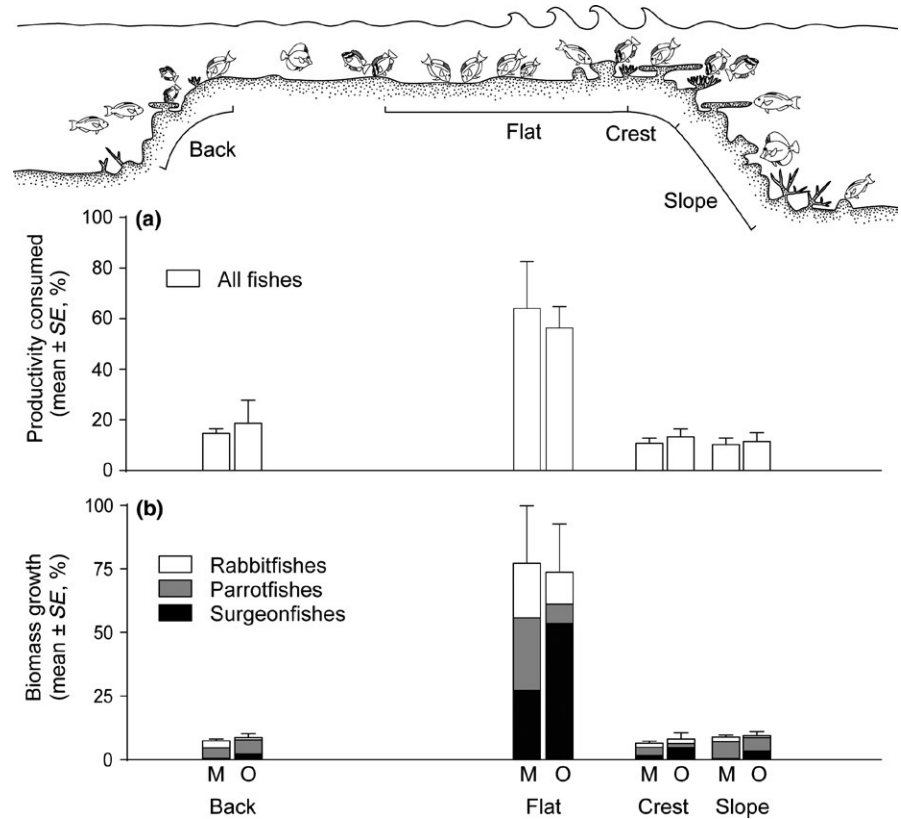 Back
Flat
Crest
Slope
(a)
100
80
60
40
20
0
Productivity consumed
(mean ± SE, %)
All fishes
(b)
100
75
50
25
0
Biomass growth
(mean ± SE, %)
Rabbitfishes
Parrotfishes
Surgeonfishes
M O M O M O M O
Back Flat Crest Slope